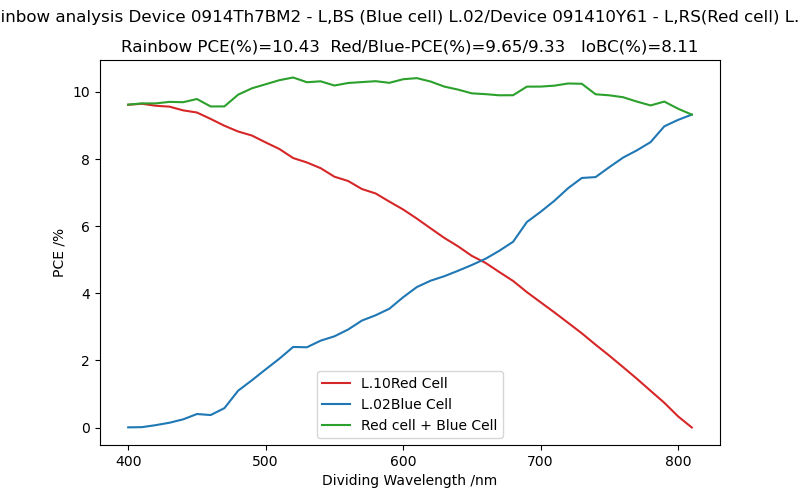 inbow analysis Device 0914Th7BM2 - L,BS (Blue cell) L.02/Device 091410Y61 - L,RS(Red cell) L.
Rainbow PCE(%)=10.43 Red/Blue-PCE(%)=9.65/9.33 IoBC(%)=8.11
PCE /%
10
8
6
4
2
0
L.10Red Cell
L.02Blue Cell
Red cell + Blue Cell
400 500 600 700 800
Dividing Wavelength /nm